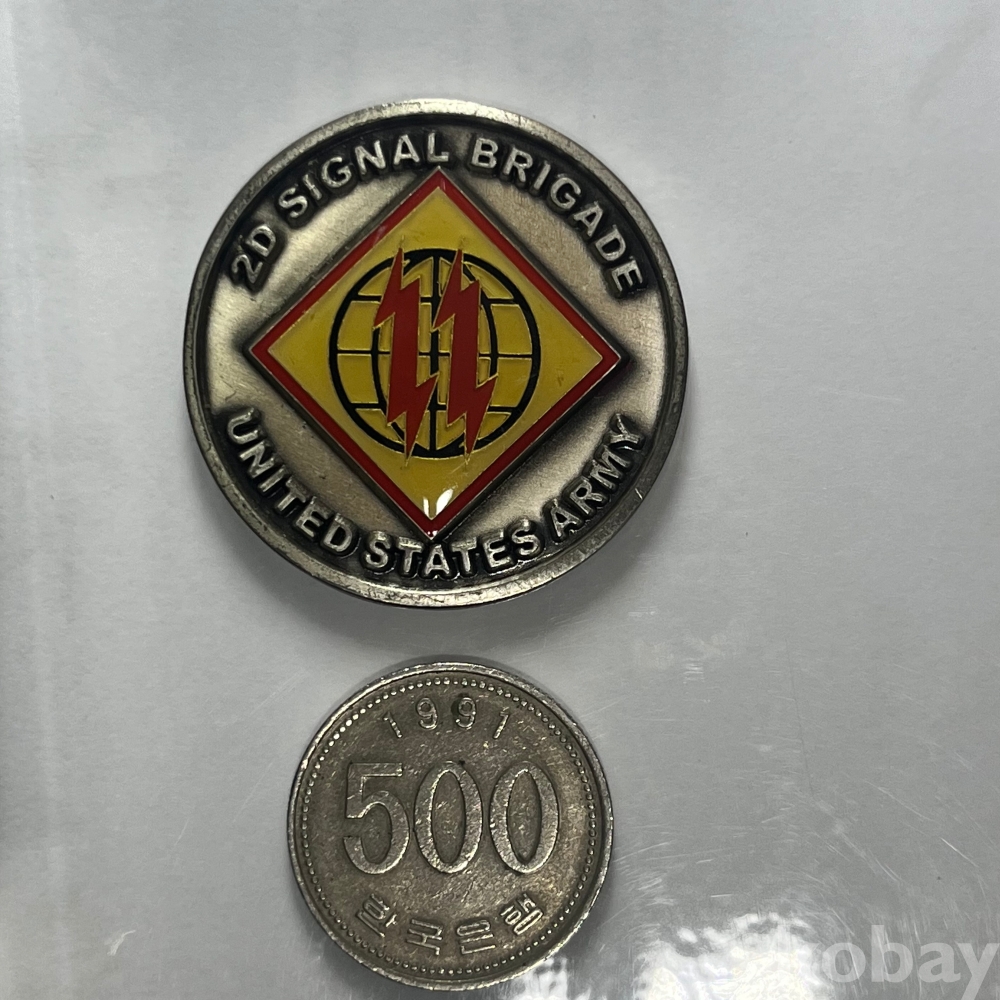 2D SIGNAL BRIGADE
UNITED STATES ARMY
1991
500
한국은행
obay